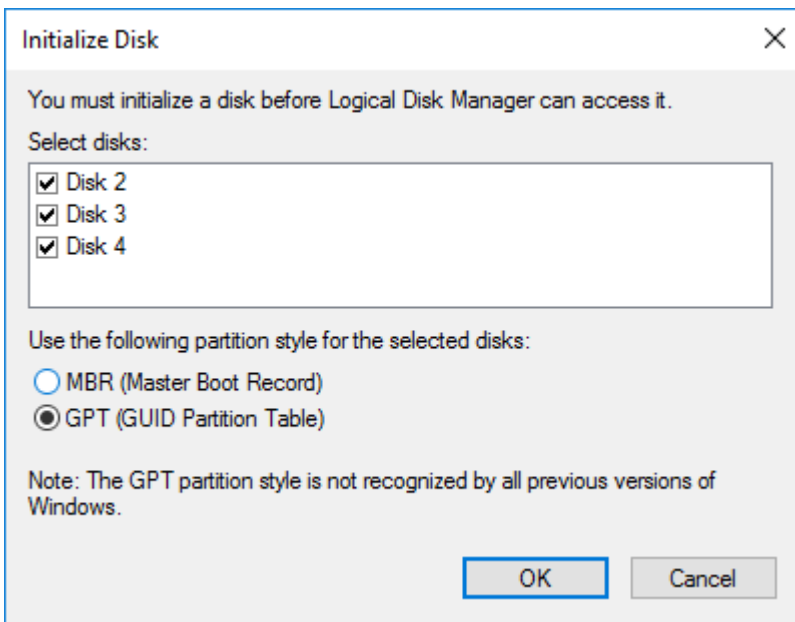 Initialize Disk
You must initialize a disk before Logical Disk Manager can access it.
Select disks:
Disk 2
Disk 3
Disk 4
Use the following partition style for the selected disks:
MBR (Master Boot Record)
GPT (GUID Partition Table)
Note: The GPT partition style is not recognized by all previous versions of
Windows.
OK Cancel